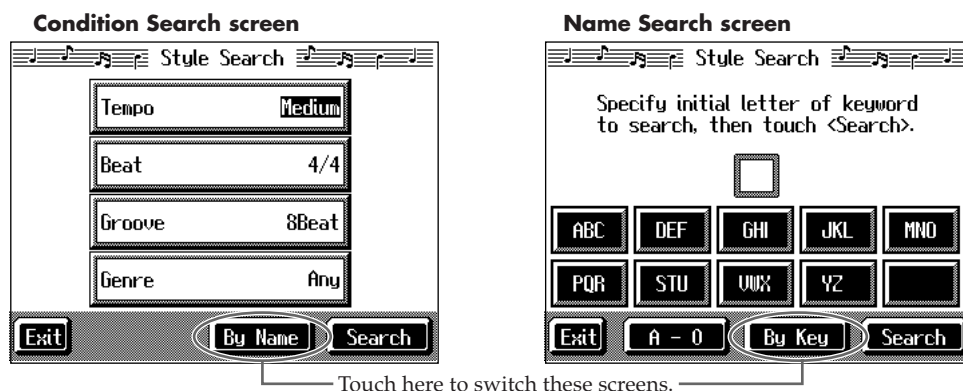 Condition Search screen
Style Search
Tempo Medium
Beat 4/4
Groove 8Beat
Genre Any
Exit By Name Search
Name Search screen
Style Search
Specify initial letter of keyword
to search, then touch <Search>.
ABC DEF GHI JKL MNO
PQR STU VWX YZ
Exit A - O By Key Search
Touch here to switch these screens.